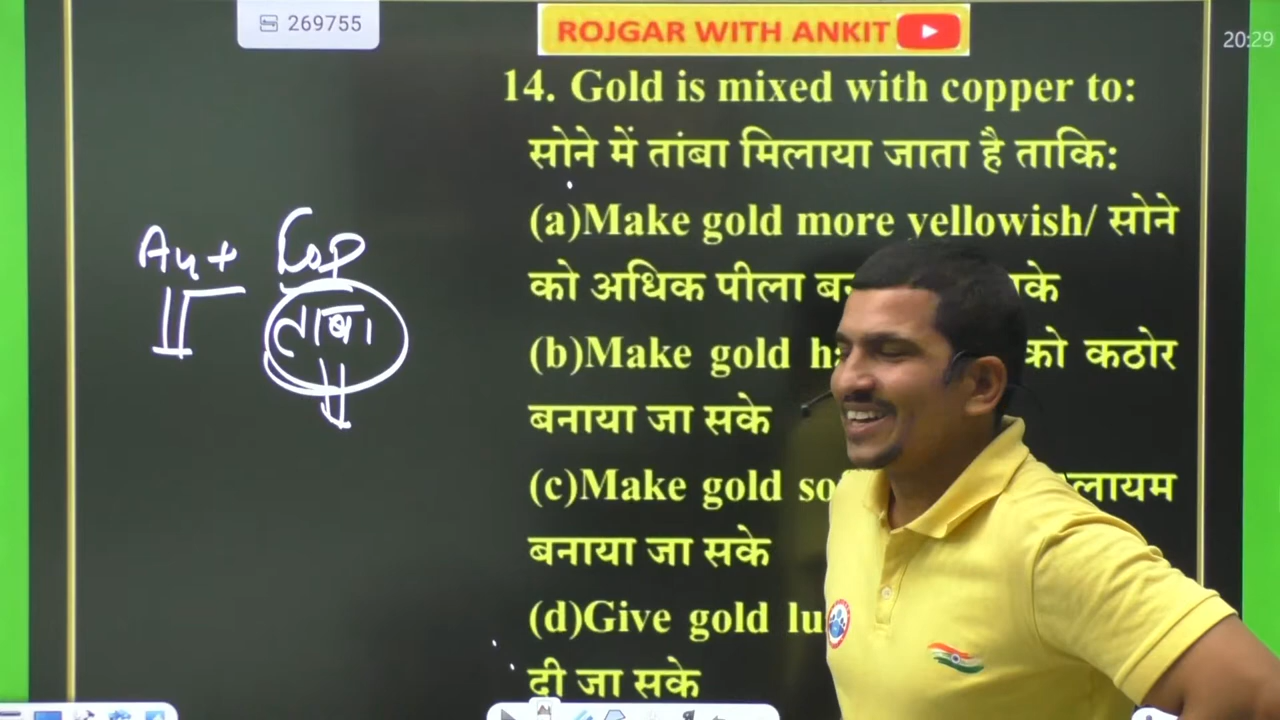 269755
ROJGAR WITH ANKIT
20:29
14. Gold is mixed with copper to:
सोने में तांबा मिलाया जाता है ताकि:
(a)Make gold more yellowish/ सोने
को अधिक पीला
(b)Make gold को कठोर
बनाया जा सके
(c)Make gold
बनाया जा सके
(d)Give gold
दी जा सके
Au + Cop
ताबा